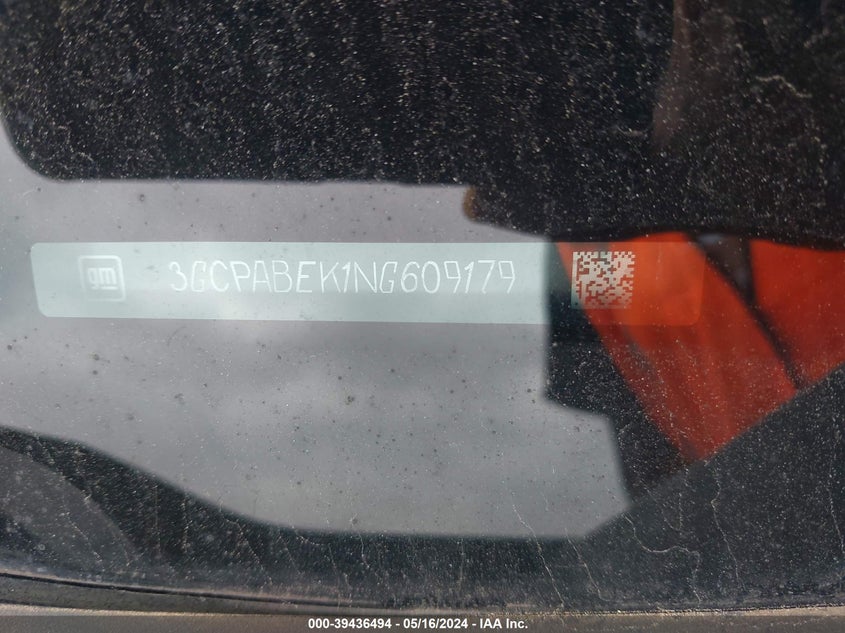 gm 3GCPABEK1NG609179
000-39436494 - 05/16/2024 - IAA Inc.